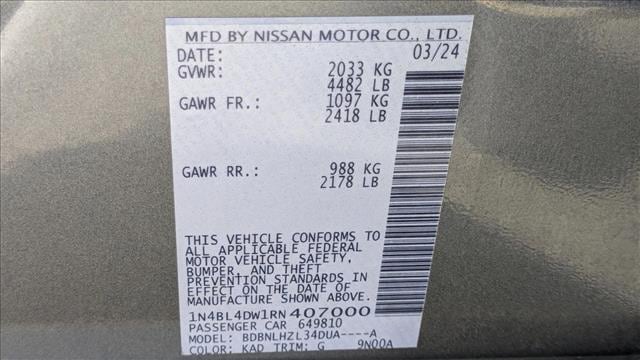 MFD BY NISSAN MOTOR CO., LTD.
DATE: 03/24
GVWR: 2033 KG
4482 LB
GAWR FR.: 1097 KG
2418 LB
GAWR RR.: 988 KG
2178 LB
THIS VEHICLE CONFORMS TO
ALL APPLICABLE FEDERAL
MOTOR VEHICLE SAFETY,
BUMPER, AND THEFT
PREVENTION STANDARDS IN
EFFECT ON THE DATE OF
MANUFACTURE SHOWN ABOVE.
1N4BL4DW1RN407000
PASSENGER CAR 649810
MODEL: BDBNLHZL34DUA----A
COLOR: KAD TRIM: G 9N00A